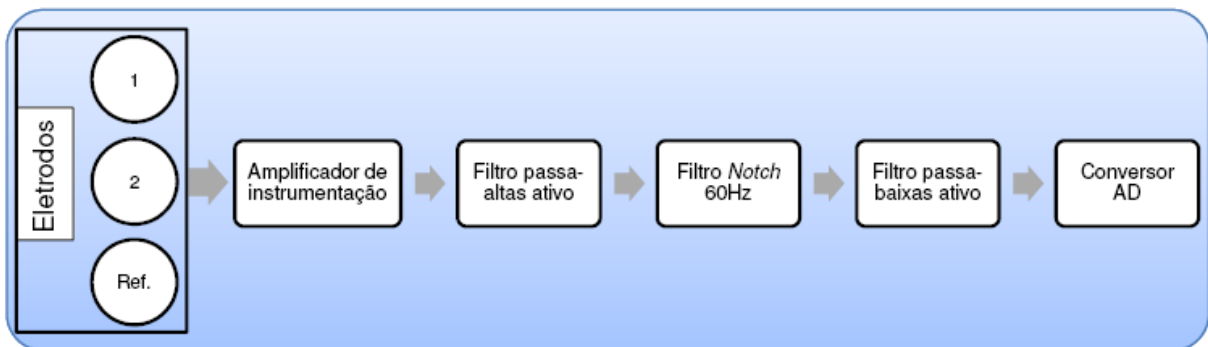 Eletrodos
1
2
Ref.
Amplificador de
instrumentação
Filtro passa-
altas ativo
Filtro Notch
60Hz
Filtro passa-
baixas ativo
Conversor
AD